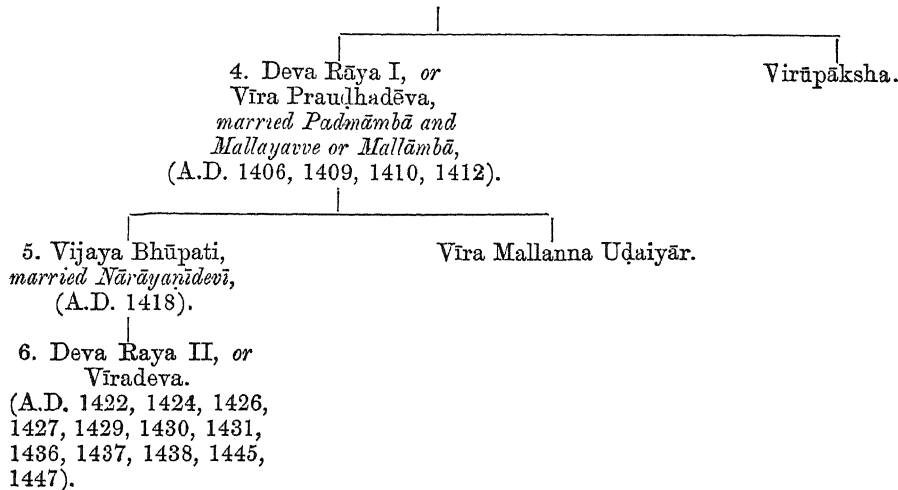 4. Deva Rāya I, or
Vīra Prauḍhadēva,
married Padmāmbā and
Mallayavve or Mallāmbā,
(A.D. 1406, 1409, 1410, 1412).
Virūpāksha.
5. Vijaya Bhūpati,
married Nārāyaṇīdevī,
(A.D. 1418).
Vīra Mallanna Uḍaiyār.
6. Deva Raya II, or
Vīradeva.
(A.D. 1422, 1424, 1426,
1427, 1429, 1430, 1431,
1436, 1437, 1438, 1445,
1447).